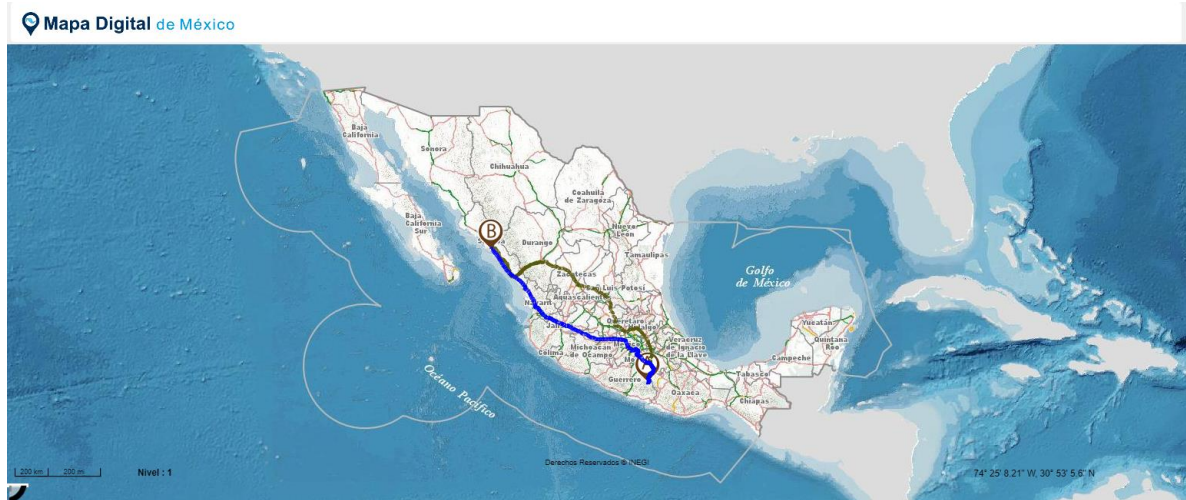 Mapa Digital de México
Baja
California
Sonora
Chihuahua
Coahuila
de Zaragoza
Baja
California
Sur
B
Durango
Nuevo
León
Tamaulipas
Zacatecas
San Luis Potosí
Golfo
de México
Aguascalientes
Nayarit
Querétaro
Hidalgo
Veracruz
de Ignacio
de la Llave
Yucatán
Quintana
Roo
Colima
Michoacán
de Ocampo
Campeche
Tabasco
Guerrero
Oaxaca
Chiapas
Océano Pacífico
Derechos Reservados © INEGI
200 km 200 mi
Nivel : 1
74° 25' 8.21" W, 30° 53' 5.6" N